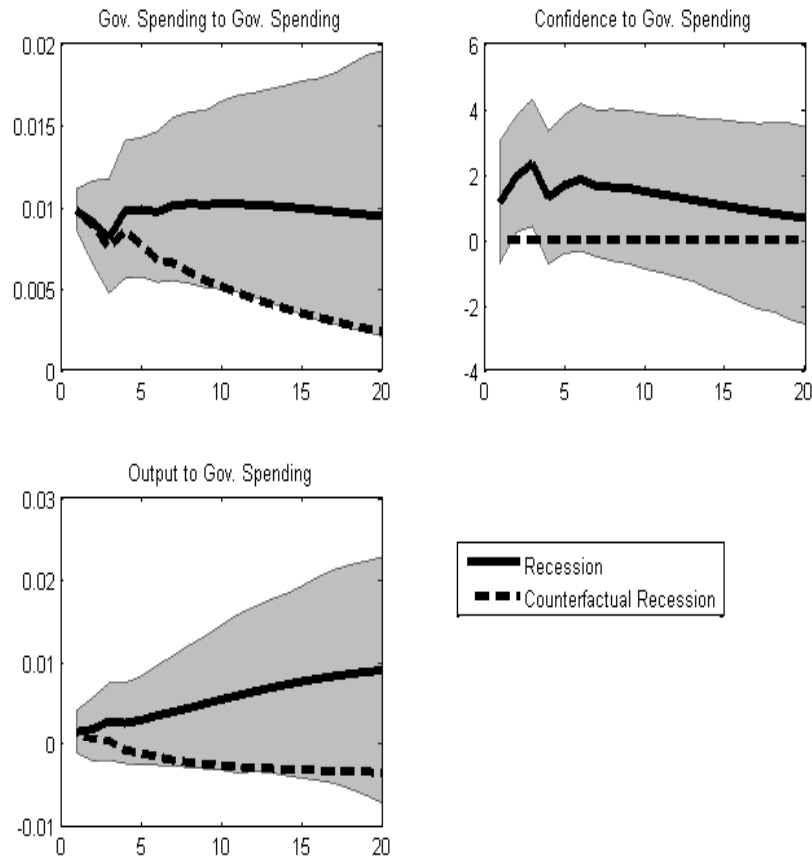 Gov. Spending to Gov. Spending
0.02
0.015
0.01
0.005
0
0 5 10 15 20
Confidence to Gov. Spending
6
4
2
0
-2
-4
0 5 10 15 20
Output to Gov. Spending
0.03
0.02
0.01
0
-0.01
0 5 10 15 20
Recession
Counterfactual Recession